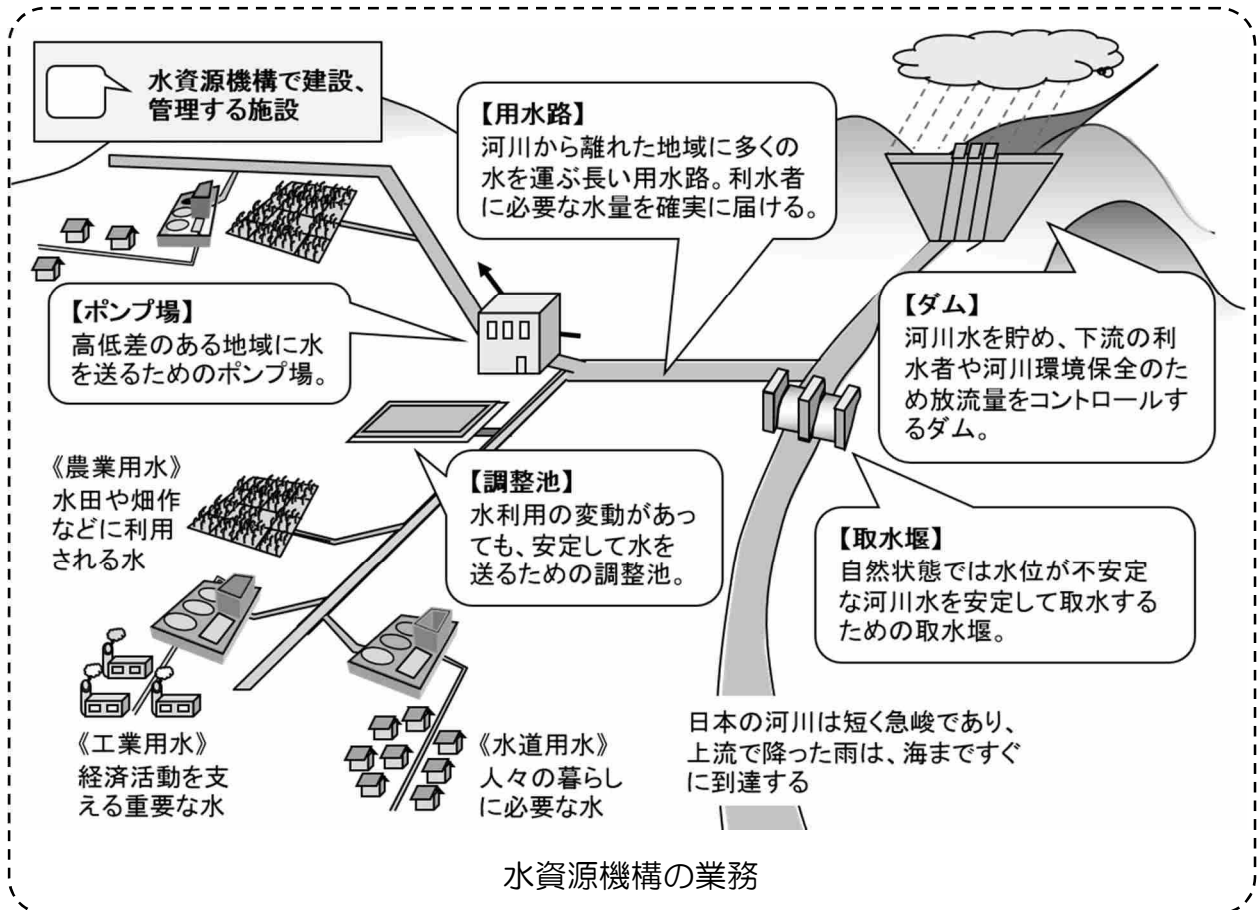 水資源機構で建設、
管理する施設
【用水路】
河川から離れた地域に多くの
水を運ぶ長い用水路。利水者
に必要な水量を確実に届ける。
【ポンプ場】
高低差のある地域に水
を送るためのポンプ場。
【ダム】
河川水を貯め、下流の利
水者や河川環境保全のた
め放流量をコントロールす
るダム。
【調整池】
水利用の変動があっ
ても、安定して水を
送るための調整池。
【取水堰】
自然状態では水位が不安定
な河川水を安定して取水する
ための取水堰。
《農業用水》
水田や畑作
などに利用
される水
《工業用水》
経済活動を支
える重要な水
《水道用水》
人々の暮らし
に必要な水
日本の河川は短く急峻であり、
上流で降った雨は、海まですぐ
に到達する
水資源機構の業務